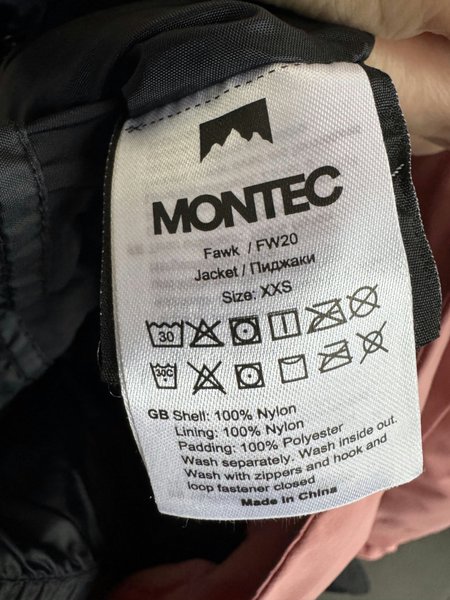 MONTEC
Fawk / FW20
Jacket / Пиджаки
Size: XXS
30
30C
GB Shell: 100% Nylon
Lining: 100% Nylon
Padding: 100% Polyester
Wash separately. Wash inside out.
Wash with zippers and hook and
loop fastener closed
Made in China